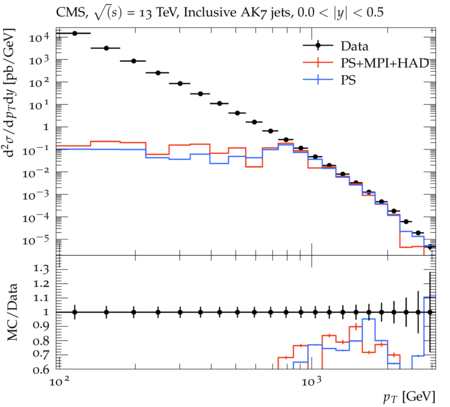 CMS, √(s) = 13 TeV, Inclusive AK7 jets, 0.0 < |y| < 0.5
Data
PS+MPI+HAD
PS
d²σ/dp_T dy [pb/GeV]
10⁴
10³
10²
10¹
1
10⁻¹
10⁻²
10⁻³
10⁻⁴
10⁻⁵
MC/Data
1.3
1.2
1.1
1
0.9
0.8
0.7
0.6
10² 10³
p_T [GeV]